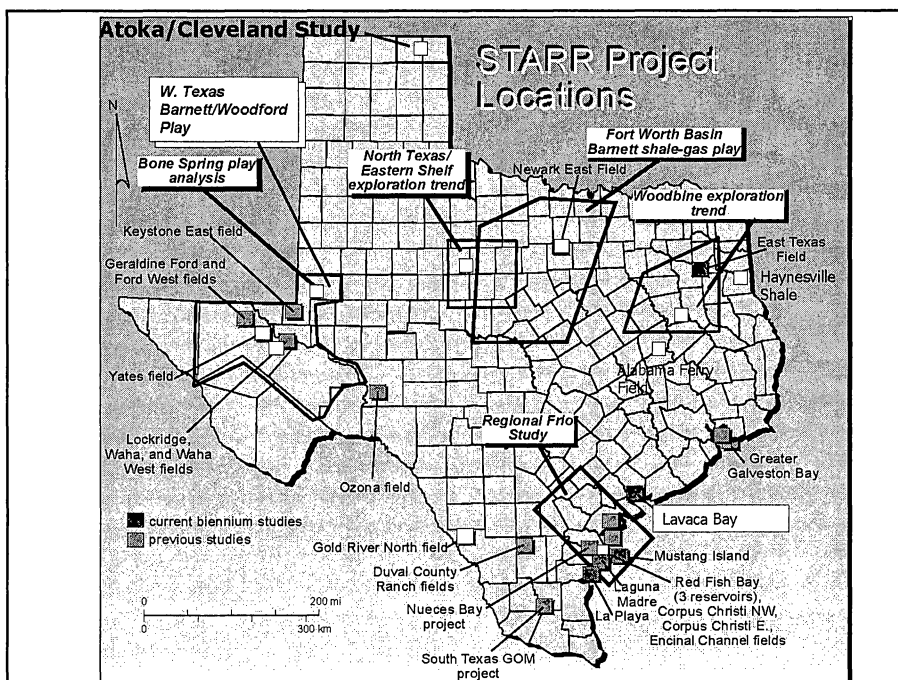 Atoka/Cleveland Study
STARR Project
Locations
N
W. Texas
Barnett/Woodford
Play
Bone Spring play
analysis
North Texas/
Eastern Shelf
exploration trend
Fort Worth Basin
Barnett shale-gas play
Newark East Field
Woodbine exploration
trend
Keystone East field
East Texas
Field
Geraldine Ford and
Ford West fields
Haynesville
Shale
Yates field
Alabama Ferry
Field
Lockridge,
Waha, and Waha
West fields
Regional Frio
Study
Ozona field
Greater
Galveston Bay
current biennium studies
previous studies
Lavaca Bay
Gold River North field
Mustang Island
Duval County
Ranch fields
Laguna
Madre
La Playa
Red Fish Bay
(3 reservoirs),
Corpus Christi NW,
Corpus Christi E.,
Encinal Channel fields
Nueces Bay
project
South Texas GOM
project
0 200 mi
0 300 km